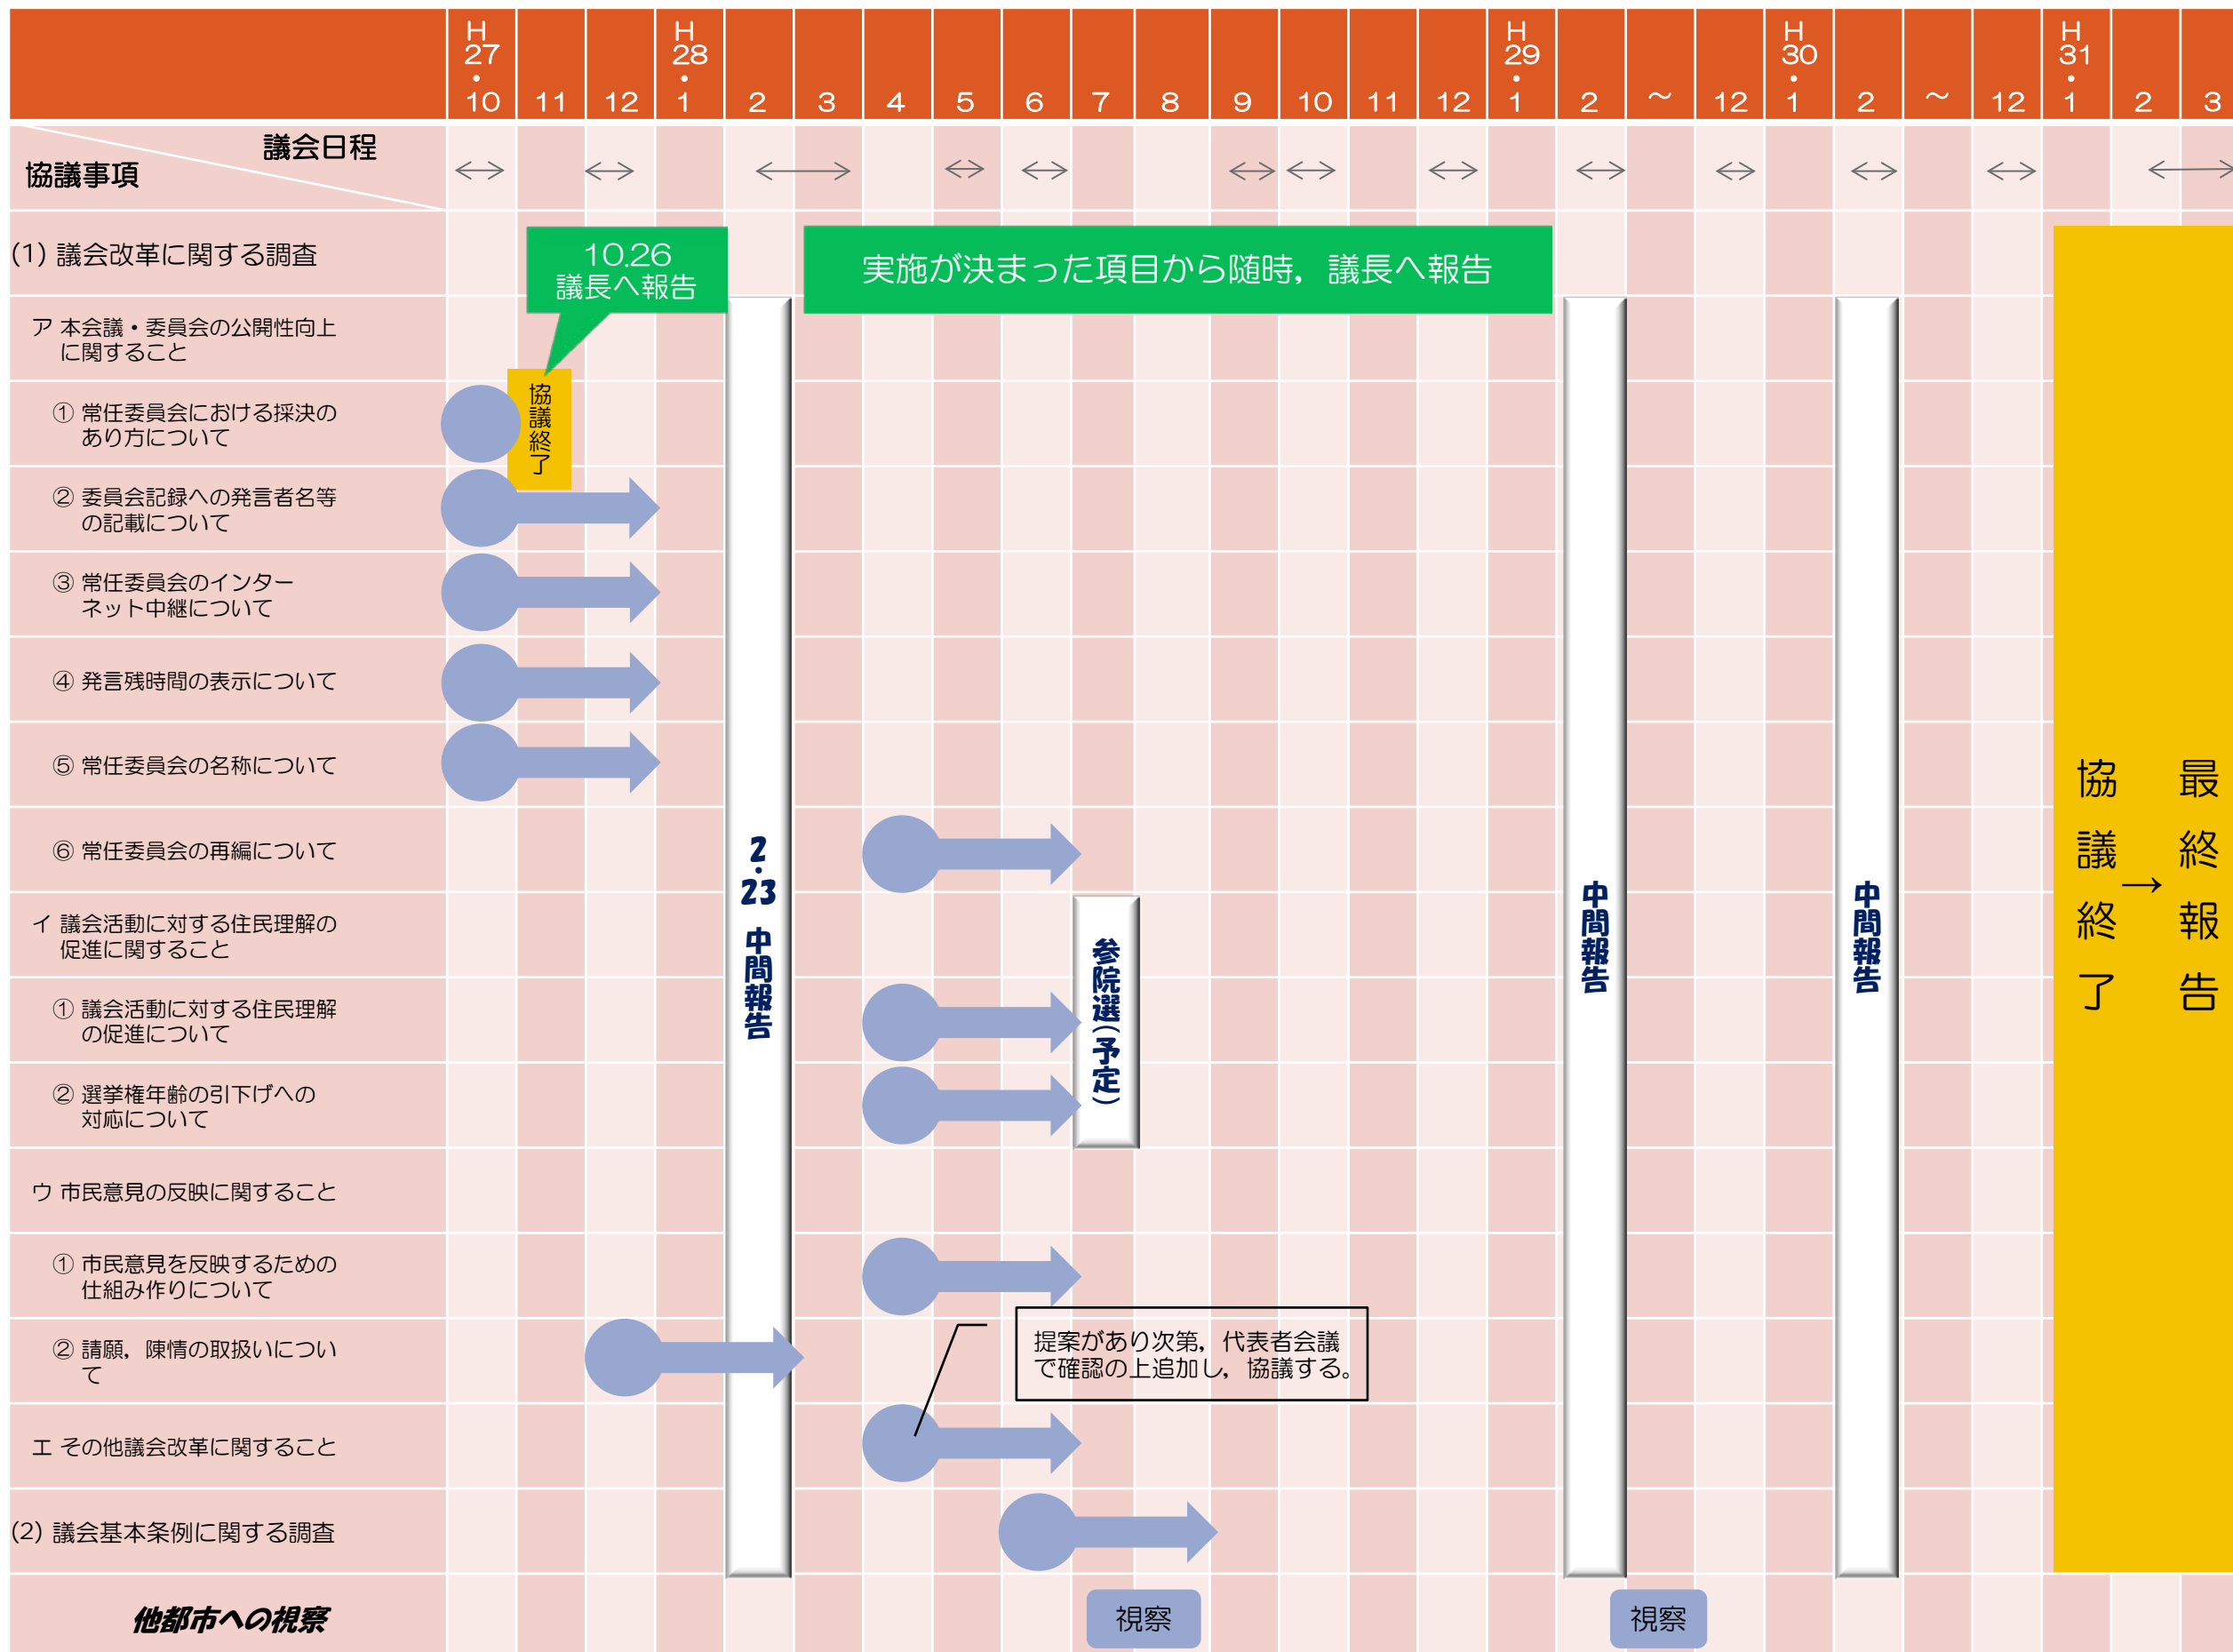 H27・10 11 12 H28・1 2 3 4 5 6 7 8 9 10 11 12 H29・1 2 ～ 12 H30・1 2 ～ 12 H31・1 2 3
議会日程
協議事項
(1) 議会改革に関する調査
10.26
議長へ報告
実施が決まった項目から随時，議長へ報告
ア 本会議・委員会の公開性向上
に関すること
① 常任委員会における採決の
あり方について
協議終了
② 委員会記録への発言者名等
の記載について
③ 常任委員会のインター
ネット中継について
④ 発言残時間の表示について
⑤ 常任委員会の名称について
⑥ 常任委員会の再編について
2・23 中間報告
中間報告
中間報告
協議終了
→
最終報告
イ 議会活動に対する住民理解の
促進に関すること
① 議会活動に対する住民理解
の促進について
参院選(予定)
② 選挙権年齢の引下げへの
対応について
ウ 市民意見の反映に関すること
① 市民意見を反映するための
仕組み作りについて
② 請願，陳情の取扱いについ
て
提案があり次第，代表者会議
で確認の上追加し，協議する。
エ その他議会改革に関すること
(2) 議会基本条例に関する調査
他都市への視察
視察
視察